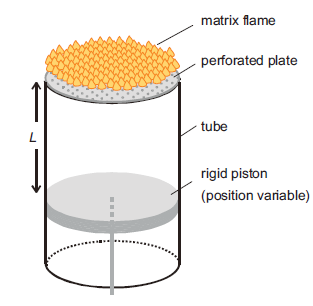 matrix flame
perforated plate
L
tube
rigid piston
(position variable)